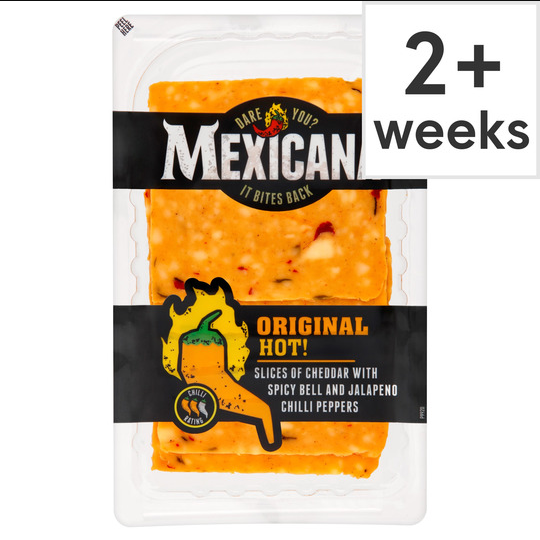 2+
weeks
DARE YOU?
MEXICANA
IT BITES BACK
ORIGINAL
HOT!
SLICES OF CHEDDAR WITH
SPICY BELL AND JALAPENO
CHILLI PEPPERS
CHILLI
RATING